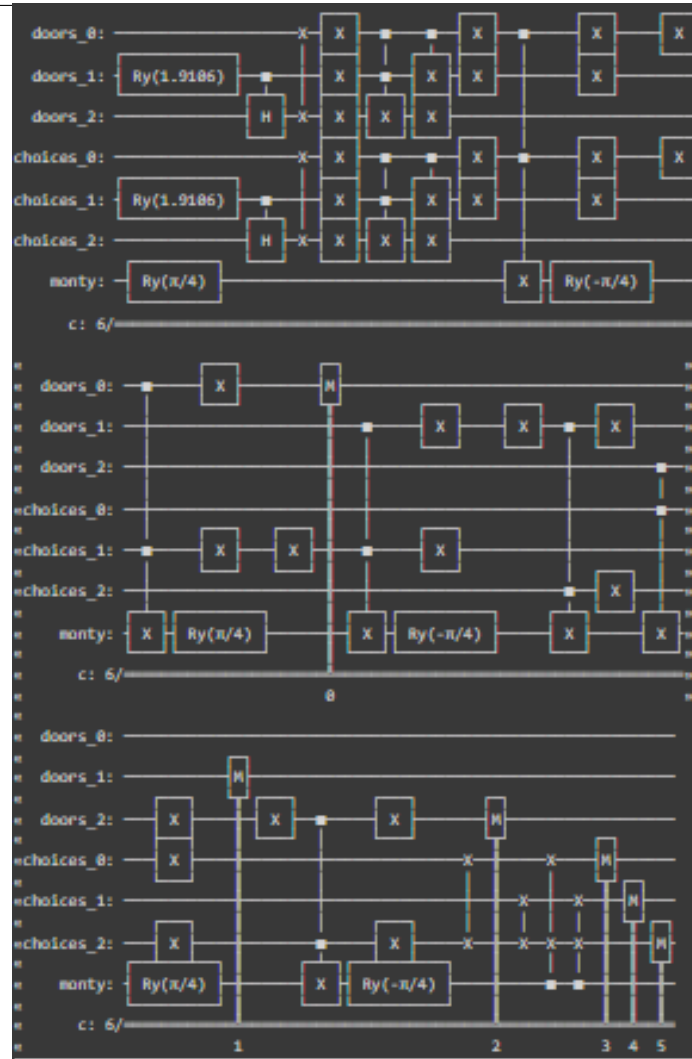 doors_0: X X X X X
doors_1: Ry(1.9106) X X X X
doors_2: H X X X X
choices_0: X X X X X
choices_1: Ry(1.9106) X X X X
choices_2: H X X X X
monty: Ry(π/4) X Ry(-π/4)
c: 6/
«
« doors_0: X M »
« doors_1: X X X »
« doors_2: »
«choices_0: »
«choices_1: X X X »
«choices_2: X »
« monty: X Ry(π/4) X Ry(-π/4) X X »
« c: 6/
« 0
«
« doors_0:
« doors_1: M
« doors_2: X X X M
«choices_0: X X X M
«choices_1: X X M
«choices_2: X X X X X X M
« monty: Ry(π/4) X Ry(-π/4)
« c: 6/
« 1 2 3 4 5